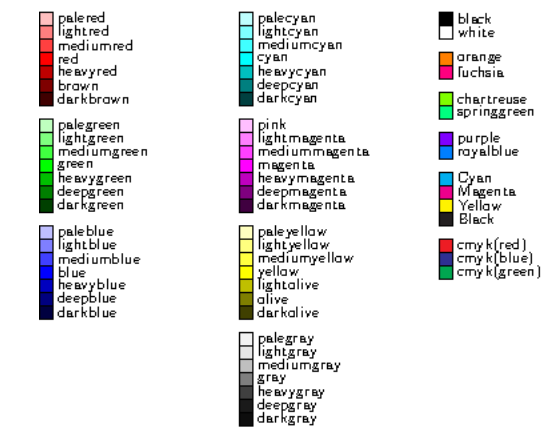 palered
lightred
mediumred
red
heavyred
brown
darkbrown
palegreen
lightgreen
mediumgreen
green
heavygreen
deepgreen
darkgreen
paleblue
lightblue
mediumblue
blue
heavyblue
deepblue
darkblue
palecyan
lightcyan
mediumcyan
cyan
heavycyan
deepcyan
darkcyan
pink
lightmagenta
mediummagenta
magenta
heavymagenta
deepmagenta
darkmagenta
paleyellow
lightyellow
mediumyellow
yellow
lightolive
olive
darkolive
palegray
lightgray
mediumgray
gray
heavygray
deepgray
darkgray
black
white
orange
fuchsia
chartreuse
springgreen
purple
royalblue
Cyan
Magenta
Yellow
Black
cmyk(red)
cmyk(blue)
cmyk(green)